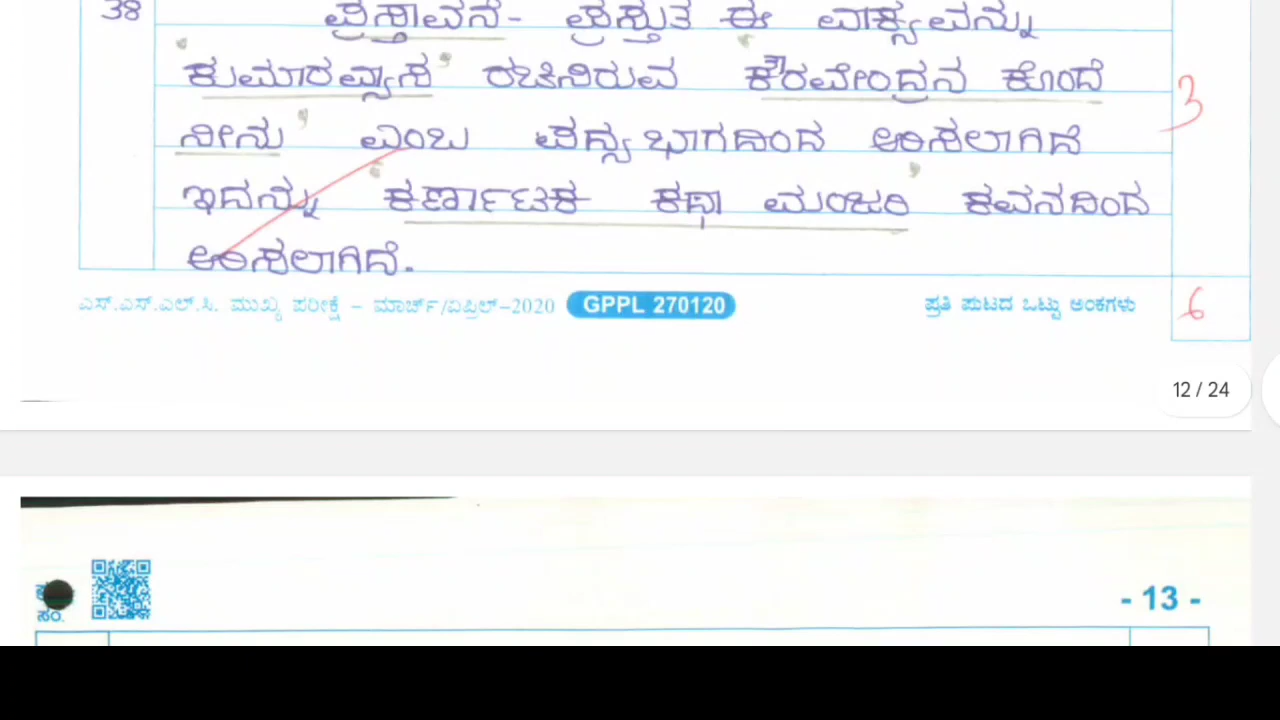 38 ಪ್ರಸ್ತಾವನೆ- ಪ್ರಸ್ತುತ ಈ ವಾಕ್ಯವನ್ನು
'ಕುಮಾರವ್ಯಾಸ' ರಚಿಸಿರುವ 'ಕೌರವೇಂದ್ರನ ಕೊಂದೆ 3
ನೀನು' ಎಂಬ ಪದ್ಯಭಾಗದಿಂದ ಆರಿಸಲಾಗಿದೆ
ಇದನ್ನು 'ಕರ್ಣಾಟಕ ಕಥಾ ಮಂಜರಿ' ಕವನದಿಂದ
ಆರಿಸಲಾಗಿದೆ.
ಎಸ್.ಎಸ್.ಎಲ್.ಸಿ. ಮುಖ್ಯ ಪರೀಕ್ಷೆ – ಮಾರ್ಚ್/ಏಪ್ರಿಲ್–2020 GPPL 270120 ಪ್ರತಿ ಪುಟದ ಒಟ್ಟು ಅಂಕಗಳು 6
12 / 24
- 13 -
ಸಂ.